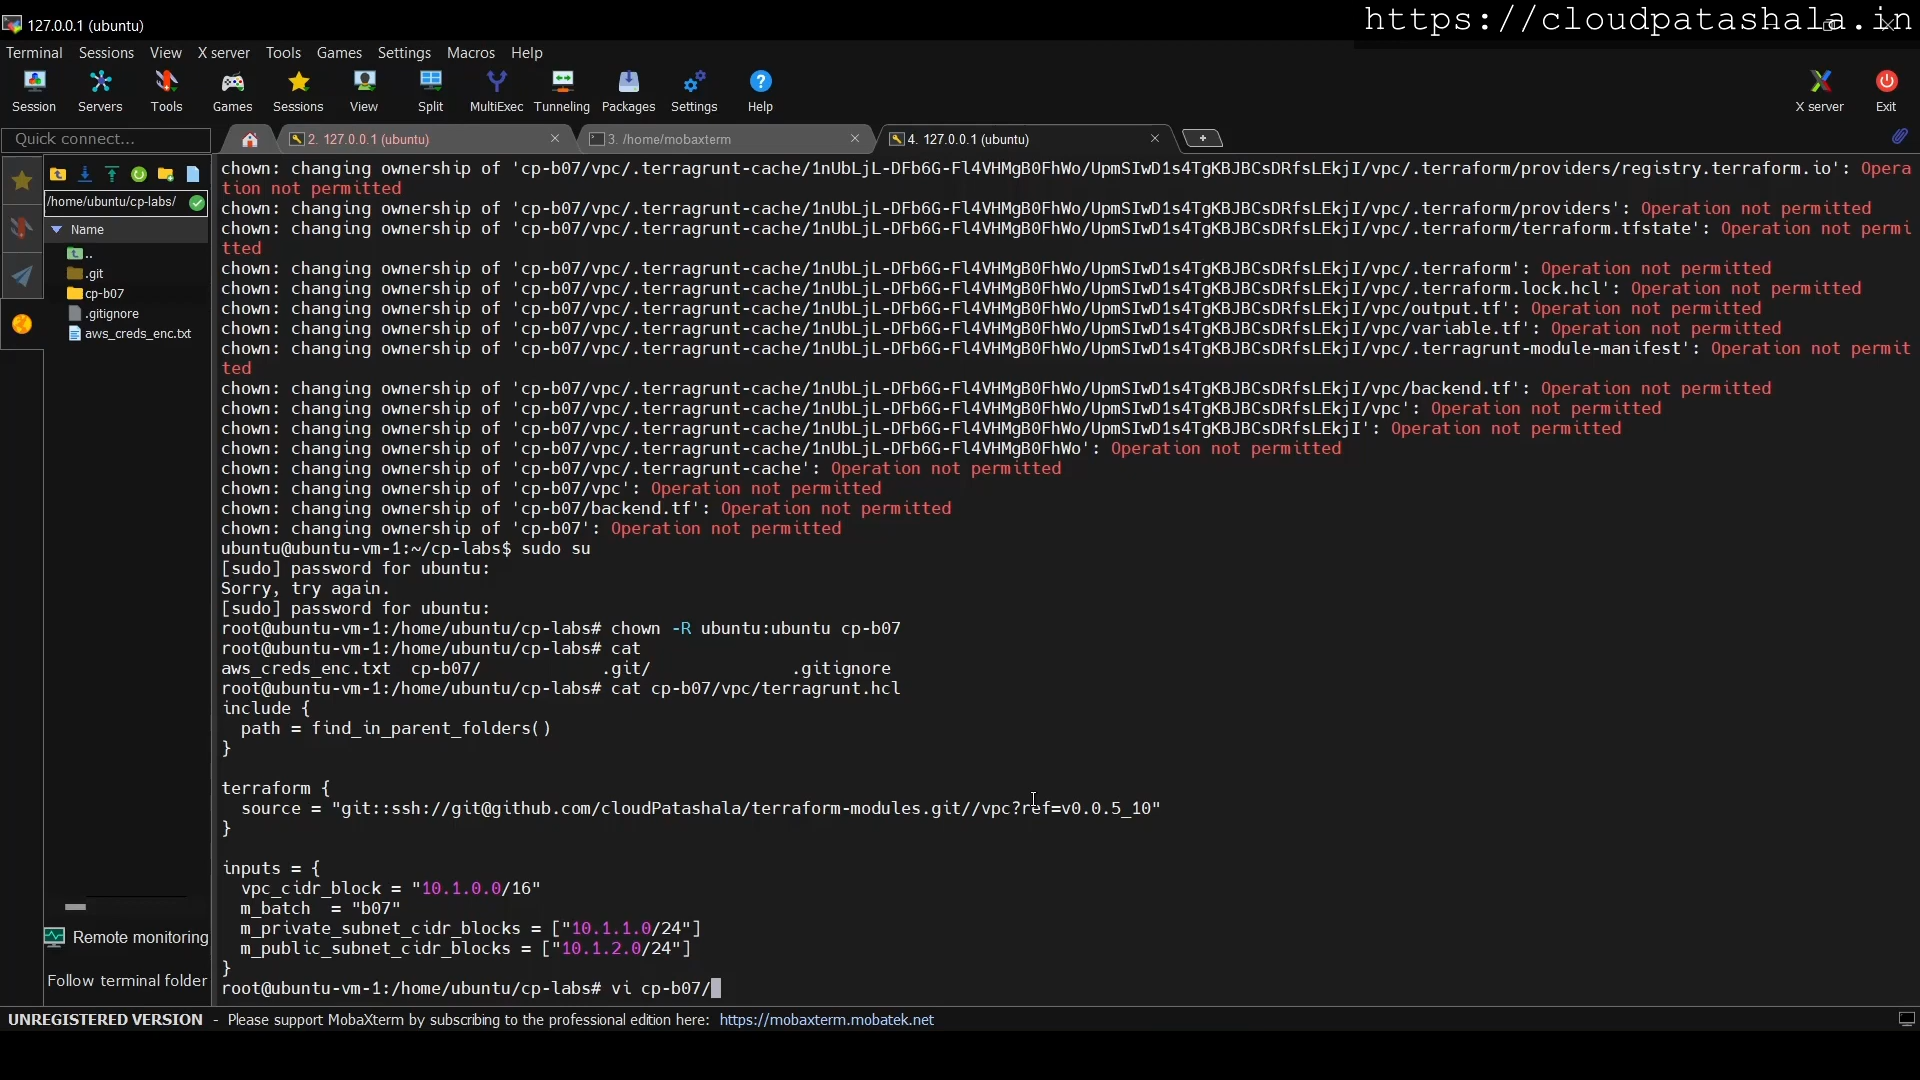 127.0.0.1 (ubuntu)
https://cloudpatashala.in
Terminal Sessions View X server Tools Games Settings Macros Help
Session Servers Tools Games Sessions View Split MultiExec Tunneling Packages Settings Help X server Exit
Quick connect...
2. 127.0.0.1 (ubuntu)
3. /home/mobaxterm
4. 127.0.0.1 (ubuntu)
/home/ubuntu/cp-labs/
Name
..
.git
cp-b07
.gitignore
aws_creds_enc.txt
Remote monitoring
Follow terminal folder
chown: changing ownership of 'cp-b07/vpc/.terragrunt-cache/1nUbLjL-DFb6G-Fl4VHMgB0FhWo/UpmSIwD1s4TgKBJBCsDRfsLEkjI/vpc/.terraform/providers/registry.terraform.io': Opera
tion not permitted
chown: changing ownership of 'cp-b07/vpc/.terragrunt-cache/1nUbLjL-DFb6G-Fl4VHMgB0FhWo/UpmSIwD1s4TgKBJBCsDRfsLEkjI/vpc/.terraform/providers': Operation not permitted
chown: changing ownership of 'cp-b07/vpc/.terragrunt-cache/1nUbLjL-DFb6G-Fl4VHMgB0FhWo/UpmSIwD1s4TgKBJBCsDRfsLEkjI/vpc/.terraform/terraform.tfstate': Operation not permi
tted
chown: changing ownership of 'cp-b07/vpc/.terragrunt-cache/1nUbLjL-DFb6G-Fl4VHMgB0FhWo/UpmSIwD1s4TgKBJBCsDRfsLEkjI/vpc/.terraform': Operation not permitted
chown: changing ownership of 'cp-b07/vpc/.terragrunt-cache/1nUbLjL-DFb6G-Fl4VHMgB0FhWo/UpmSIwD1s4TgKBJBCsDRfsLEkjI/vpc/.terraform.lock.hcl': Operation not permitted
chown: changing ownership of 'cp-b07/vpc/.terragrunt-cache/1nUbLjL-DFb6G-Fl4VHMgB0FhWo/UpmSIwD1s4TgKBJBCsDRfsLEkjI/vpc/output.tf': Operation not permitted
chown: changing ownership of 'cp-b07/vpc/.terragrunt-cache/1nUbLjL-DFb6G-Fl4VHMgB0FhWo/UpmSIwD1s4TgKBJBCsDRfsLEkjI/vpc/variable.tf': Operation not permitted
chown: changing ownership of 'cp-b07/vpc/.terragrunt-cache/1nUbLjL-DFb6G-Fl4VHMgB0FhWo/UpmSIwD1s4TgKBJBCsDRfsLEkjI/vpc/.terragrunt-module-manifest': Operation not permit
ted
chown: changing ownership of 'cp-b07/vpc/.terragrunt-cache/1nUbLjL-DFb6G-Fl4VHMgB0FhWo/UpmSIwD1s4TgKBJBCsDRfsLEkjI/vpc/backend.tf': Operation not permitted
chown: changing ownership of 'cp-b07/vpc/.terragrunt-cache/1nUbLjL-DFb6G-Fl4VHMgB0FhWo/UpmSIwD1s4TgKBJBCsDRfsLEkjI/vpc': Operation not permitted
chown: changing ownership of 'cp-b07/vpc/.terragrunt-cache/1nUbLjL-DFb6G-Fl4VHMgB0FhWo/UpmSIwD1s4TgKBJBCsDRfsLEkjI': Operation not permitted
chown: changing ownership of 'cp-b07/vpc/.terragrunt-cache/1nUbLjL-DFb6G-Fl4VHMgB0FhWo': Operation not permitted
chown: changing ownership of 'cp-b07/vpc/.terragrunt-cache': Operation not permitted
chown: changing ownership of 'cp-b07/vpc': Operation not permitted
chown: changing ownership of 'cp-b07/backend.tf': Operation not permitted
chown: changing ownership of 'cp-b07': Operation not permitted
ubuntu@ubuntu-vm-1:~/cp-labs$ sudo su
[sudo] password for ubuntu:
Sorry, try again.
[sudo] password for ubuntu:
root@ubuntu-vm-1:/home/ubuntu/cp-labs# chown -R ubuntu:ubuntu cp-b07
root@ubuntu-vm-1:/home/ubuntu/cp-labs# cat
aws_creds_enc.txt cp-b07/ .git/ .gitignore
root@ubuntu-vm-1:/home/ubuntu/cp-labs# cat cp-b07/vpc/terragrunt.hcl
include {
path = find_in_parent_folders()
}
terraform {
source = "git::ssh://git@github.com/cloudPatashala/terraform-modules.git//vpc?ref=v0.0.5_10"
}
inputs = {
vpc_cidr_block = "10.1.0.0/16"
m_batch = "b07"
m_private_subnet_cidr_blocks = ["10.1.1.0/24"]
m_public_subnet_cidr_blocks = ["10.1.2.0/24"]
}
root@ubuntu-vm-1:/home/ubuntu/cp-labs# vi cp-b07/
UNREGISTERED VERSION - Please support MobaXterm by subscribing to the professional edition here: https://mobaxterm.mobatek.net